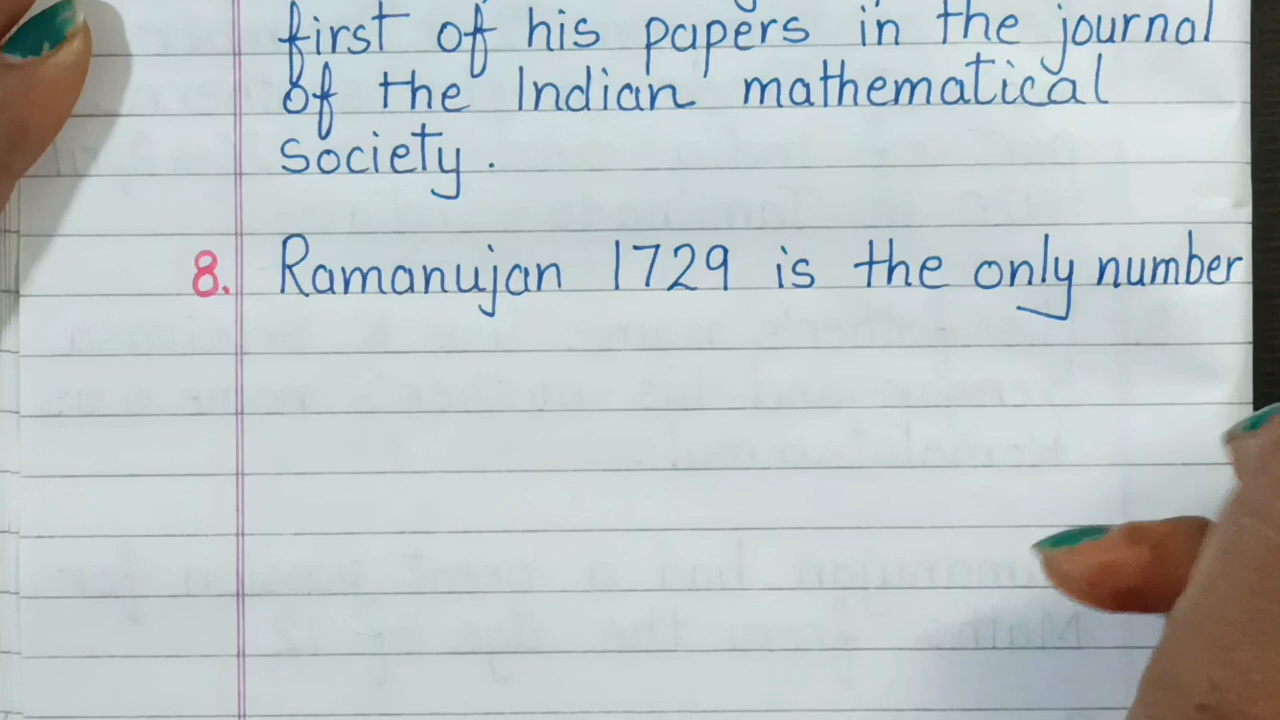 first of his papers in the journal
of the Indian mathematical
society.
8. Ramanujan 1729 is the only number